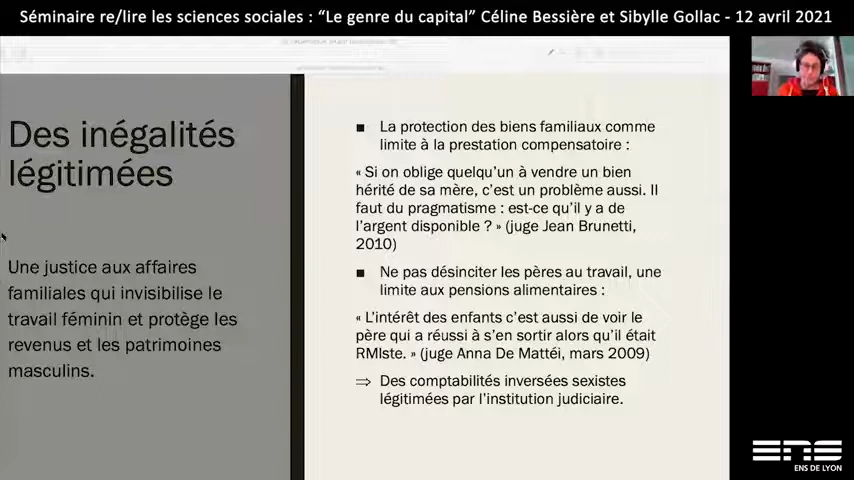 Séminaire re/lire les sciences sociales : “Le genre du capital” Céline Bessière et Sibylle Gollac - 12 avril 2021
Des inégalités
légitimées
Une justice aux affaires
familiales qui invisibilise le
travail féminin et protège les
revenus et les patrimoines
masculins.
■ La protection des biens familiaux comme
limite à la prestation compensatoire :
« Si on oblige quelqu’un à vendre un bien
hérité de sa mère, c’est un problème aussi. Il
faut du pragmatisme : est-ce qu’il y a de
l’argent disponible ? » (juge Jean Brunetti,
2010)
■ Ne pas désinciter les pères au travail, une
limite aux pensions alimentaires :
« L’intérêt des enfants c’est aussi de voir le
père qui a réussi à s’en sortir alors qu’il était
RMIste. » (juge Anna De Mattéi, mars 2009)
⇒ Des comptabilités inversées sexistes
légitimées par l’institution judiciaire.
ENS
ENS DE LYON